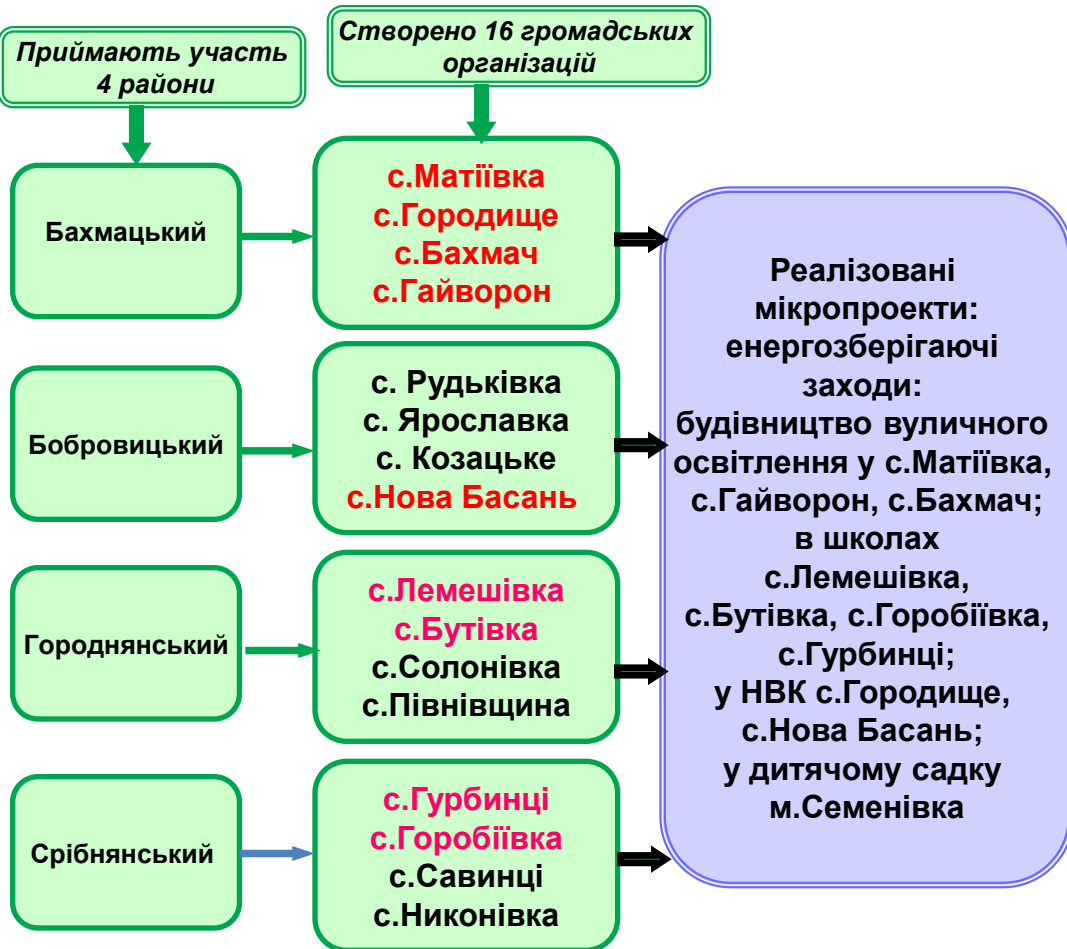 Приймають участь
4 райони
Створено 16 громадських
організацій
Бахмацький
с.Матіївка
с.Городище
с.Бахмач
с.Гайворон
Бобровицький
с. Рудьківка
с. Ярославка
с. Козацьке
с.Нова Басань
Городнянський
с.Лемешівка
с.Бутівка
с.Солонівка
с.Півнівщина
Срібнянський
с.Гурбинці
с.Горобіївка
с.Савинці
с.Никонівка
Реалізовані
мікропроекти:
енергозберігаючі
заходи:
будівництво вуличного
освітлення у с.Матіївка,
с.Гайворон, с.Бахмач;
в школах
с.Лемешівка,
с.Бутівка, с.Горобіївка,
с.Гурбинці;
у НВК с.Городище,
с.Нова Басань;
у дитячому садку
м.Семенівка